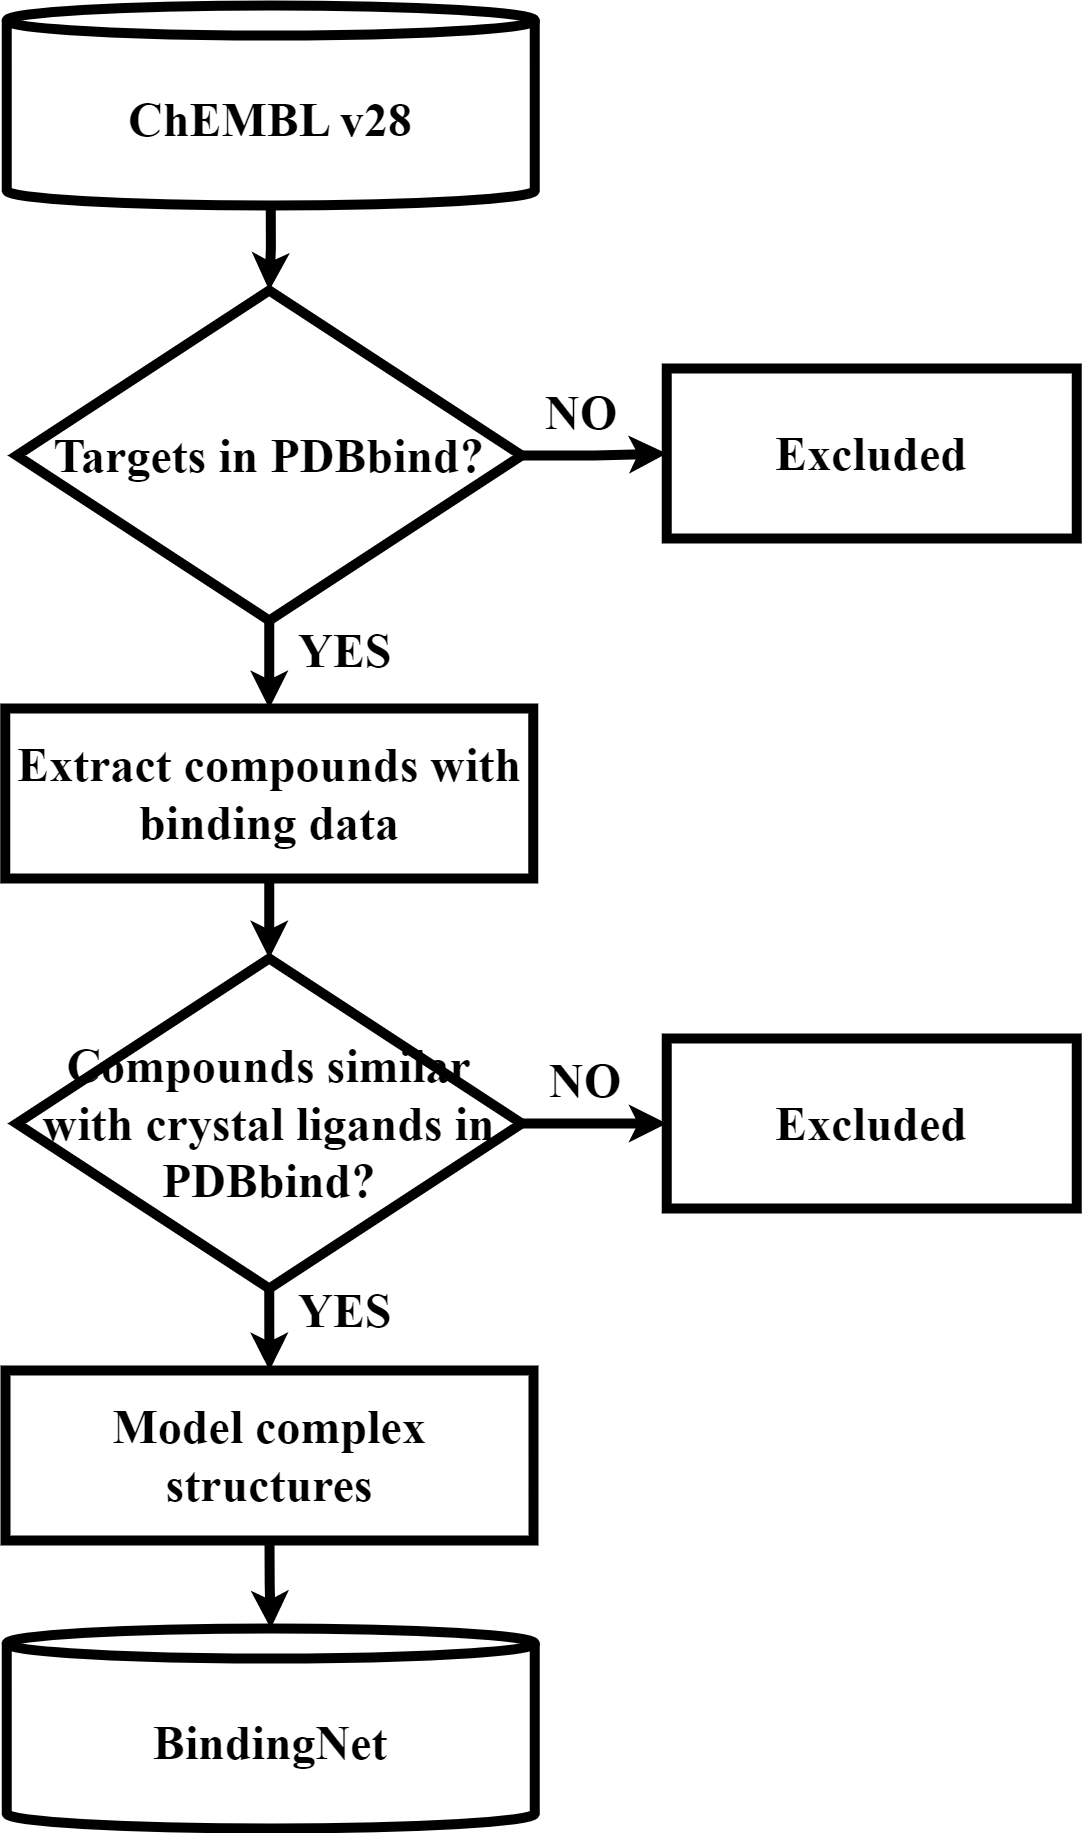 ChEMBL v28
Targets in PDBbind?
NO
Excluded
YES
Extract compounds with
binding data
Compounds similar
with crystal ligands in
PDBbind?
NO
Excluded
YES
Model complex
structures
BindingNet